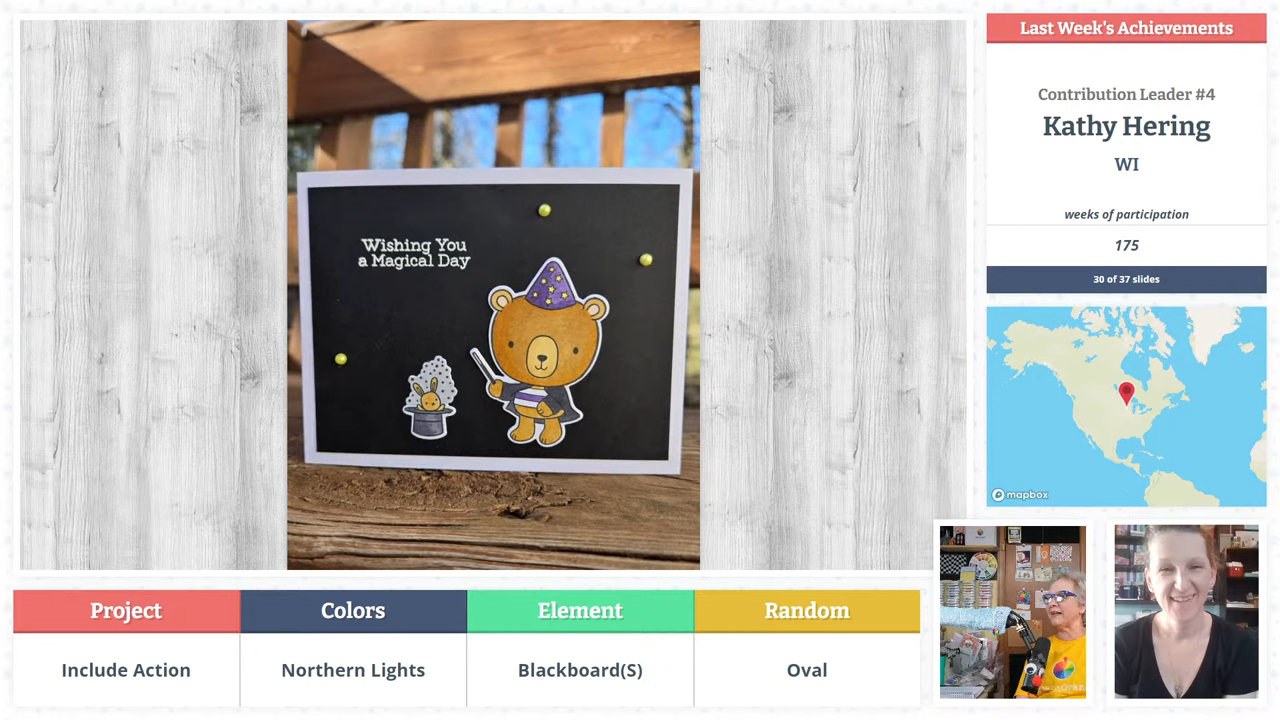 Wishing You
a Magical Day
Last Week's Achievements
Contribution Leader #4
Kathy Hering
WI
weeks of participation
175
30 of 37 slides
mapbox
Project
Colors
Element
Random
Include Action
Northern Lights
Blackboard(S)
Oval